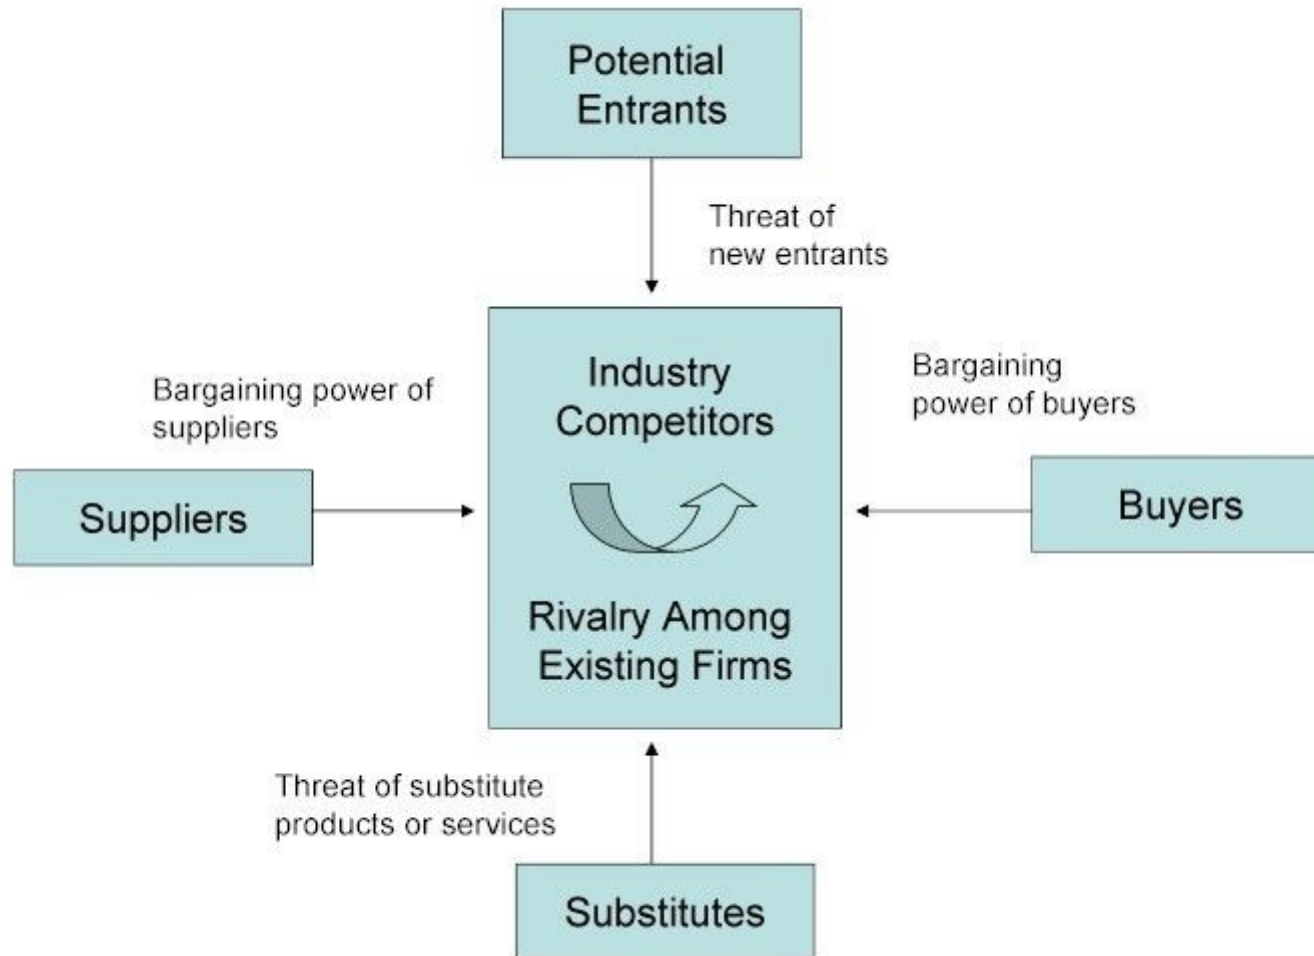 Potential
Entrants
Threat of
new entrants
Industry
Competitors
Rivalry Among
Existing Firms
Bargaining power of
suppliers
Suppliers
Bargaining
power of buyers
Buyers
Threat of substitute
products or services
Substitutes